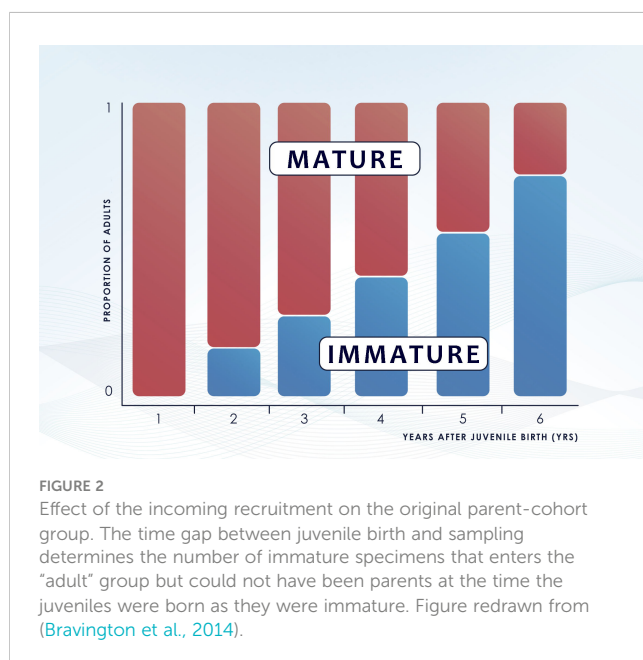 1
MATURE
PROPORTION OF ADULTS
IMMATURE
0
1 2 3 4 5 6
YEARS AFTER JUVENILE BIRTH (YRS)
FIGURE 2
Effect of the incoming recruitment on the original parent-cohort
group. The time gap between juvenile birth and sampling
determines the number of immature specimens that enters the
“adult” group but could not have been parents at the time the
juveniles were born as they were immature. Figure redrawn from
(Bravington et al., 2014).